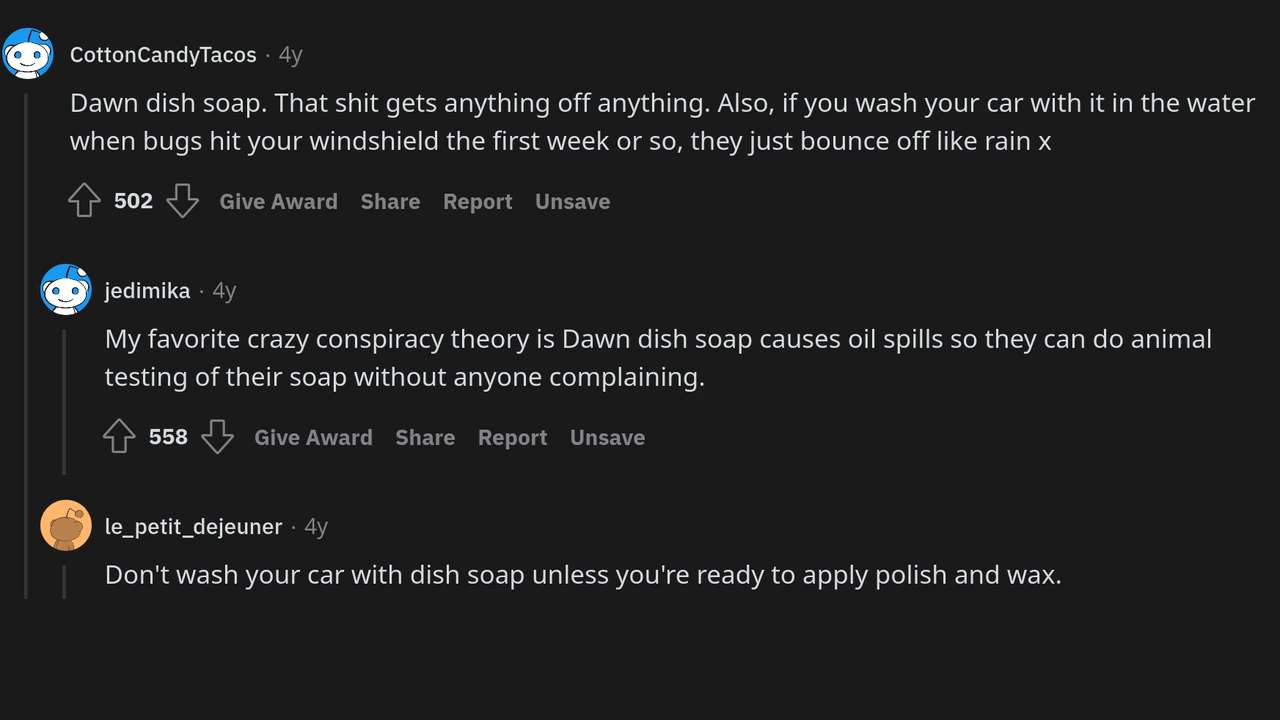 CottonCandyTacos · 4y
Dawn dish soap. That shit gets anything off anything. Also, if you wash your car with it in the water
when bugs hit your windshield the first week or so, they just bounce off like rain x
502 Give Award Share Report Unsave
jedimika · 4y
My favorite crazy conspiracy theory is Dawn dish soap causes oil spills so they can do animal
testing of their soap without anyone complaining.
558 Give Award Share Report Unsave
le_petit_dejeuner · 4y
Don't wash your car with dish soap unless you're ready to apply polish and wax.